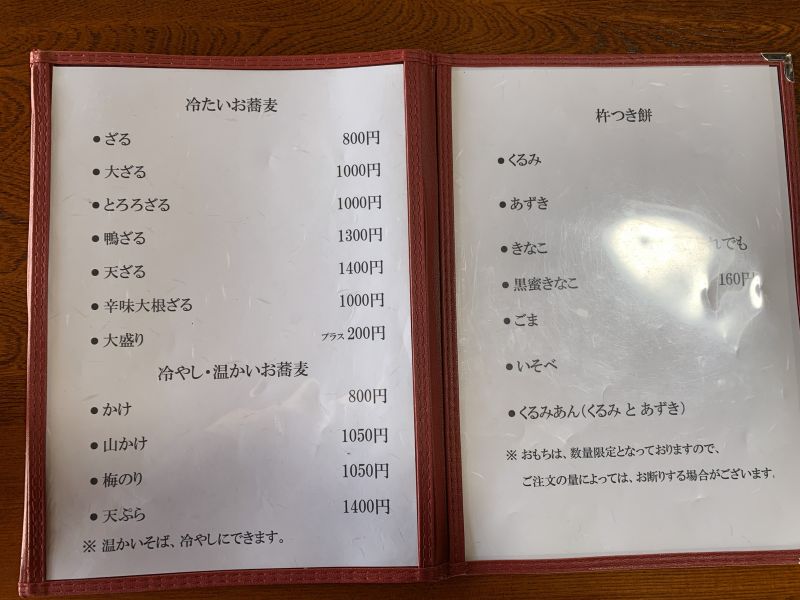 冷たいお蕎麦
●ざる 800円
●大ざる 1000円
●とろろざる 1000円
●鴨ざる 1300円
●天ざる 1400円
●辛味大根ざる 1000円
●大盛り プラス 200円
冷やし・温かいお蕎麦
●かけ 800円
●山かけ 1050円
●梅のり 1050円
●天ぷら 1400円
※ 温かいそば、冷やしにできます。
杵つき餅
●くるみ
●あずき
●きなこ れでも
●黒蜜きなこ 160円
●ごま
●いそべ
●くるみあん(くるみ と あずき)
※ おもちは、数量限定となっておりますので、
ご注文の量によっては、お断りする場合がございます。